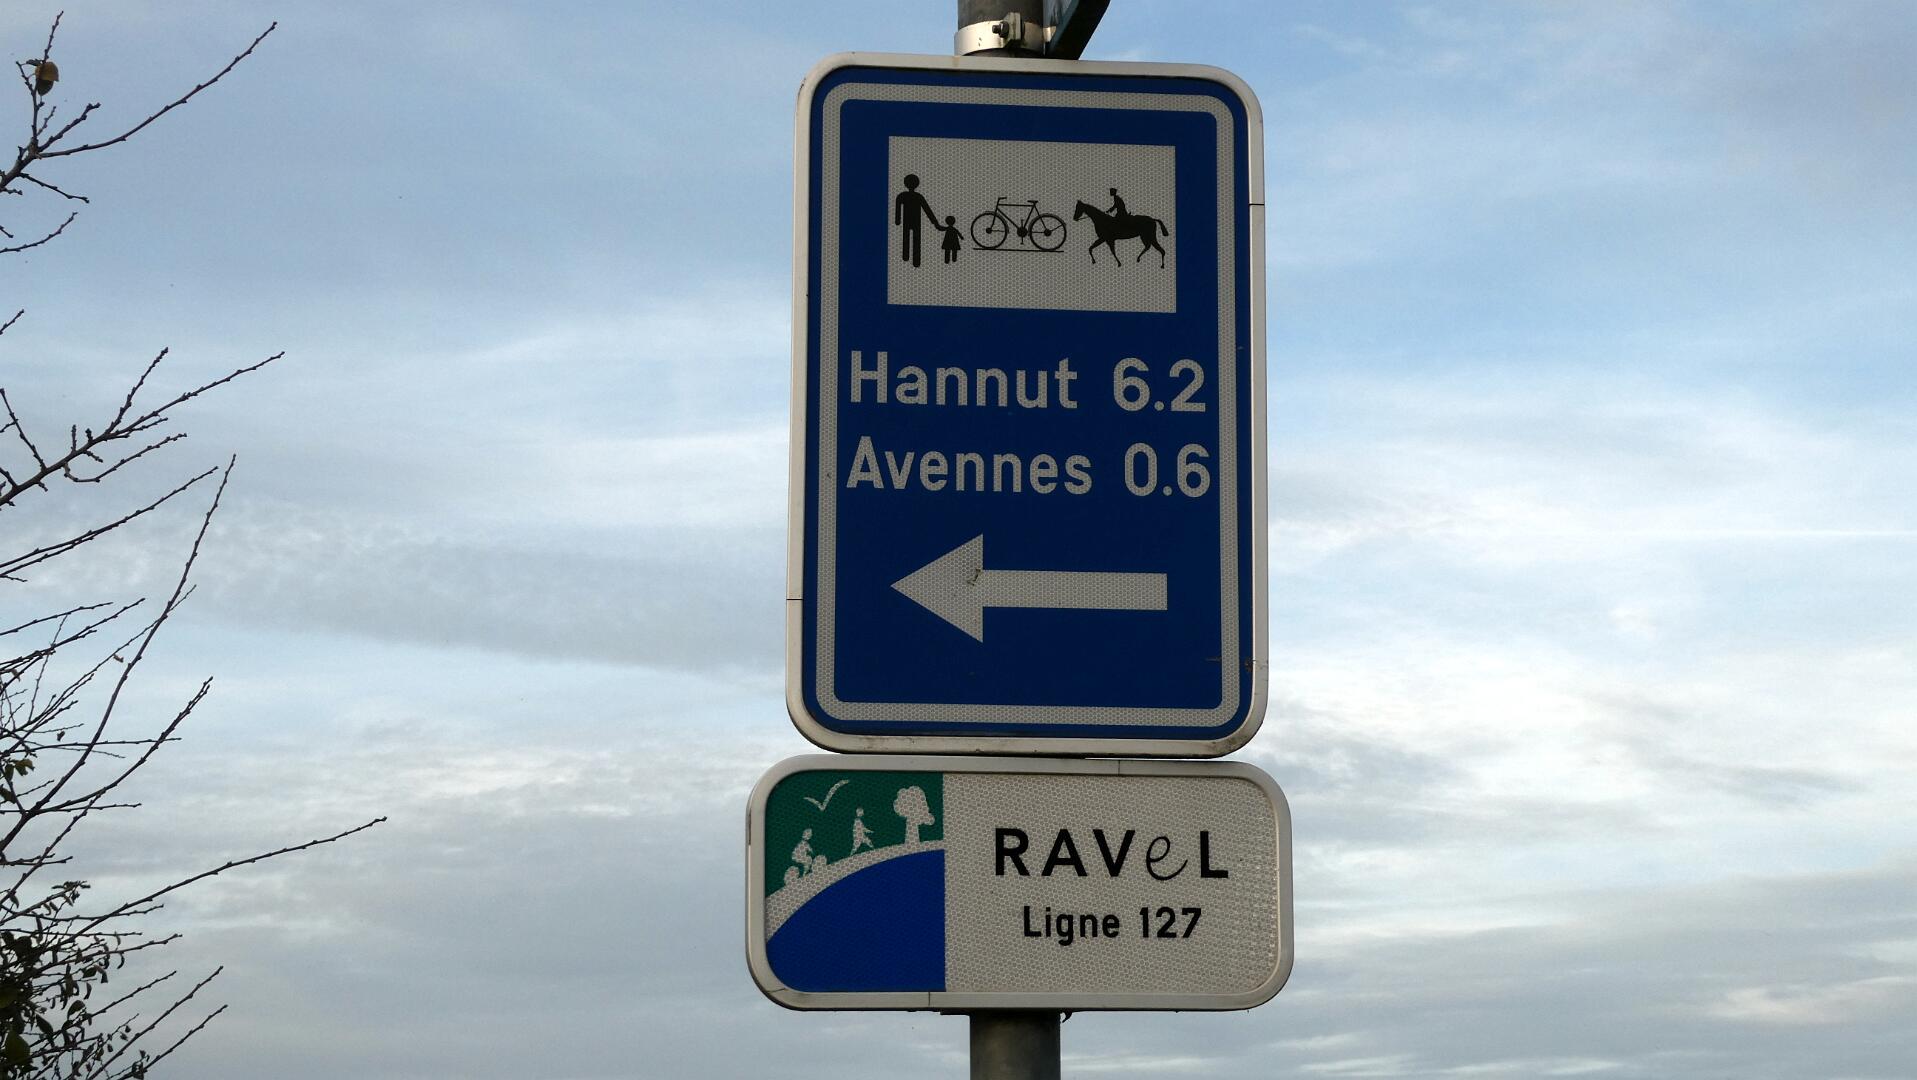 Hannut 6.2
Avennes 0.6
RAVeL
Ligne 127